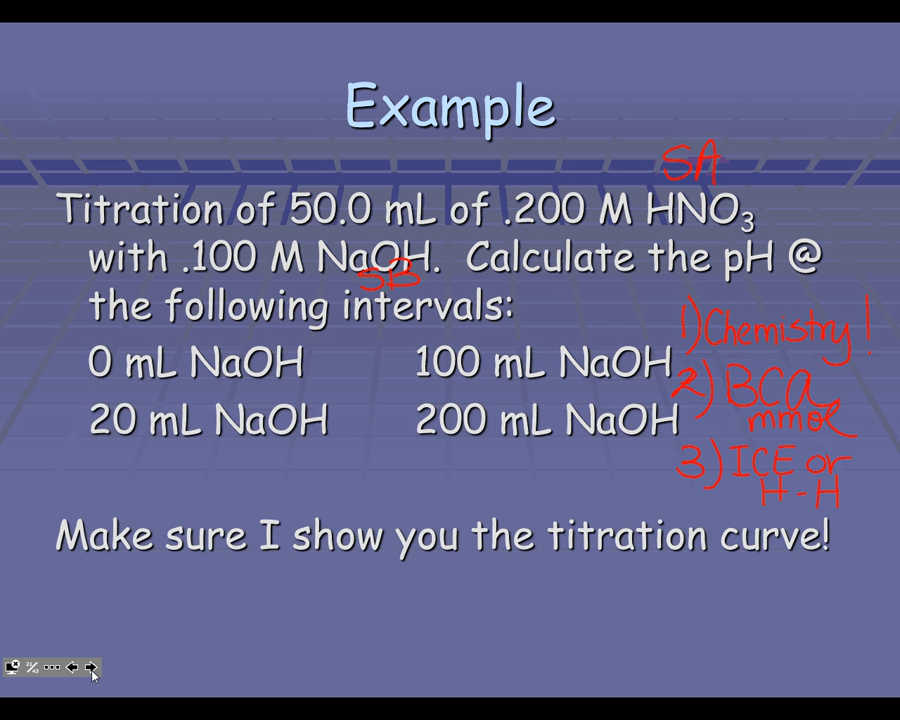 Example
SA
Titration of 50.0 mL of .200 M HNO₃
with .100 M NaOH. Calculate the pH @
SB
the following intervals:
1) Chemistry!
0 mL NaOH 100 mL NaOH
2) BCA
20 mL NaOH 200 mL NaOH
mmol
3) ICE or
H-H
Make sure I show you the titration curve!
21/43